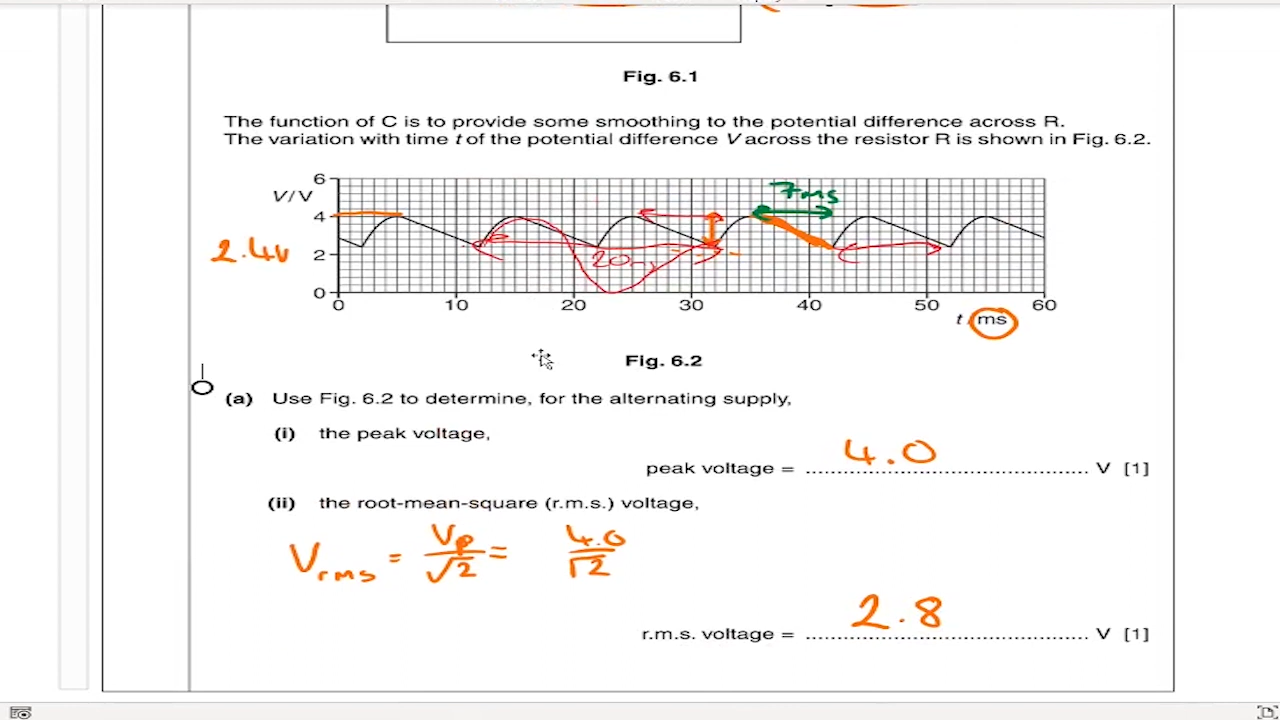 Fig. 6.1
The function of C is to provide some smoothing to the potential difference across R.
The variation with time t of the potential difference V across the resistor R is shown in Fig. 6.2.
6
7ms
V/V
4
2.4V
2
20ms
0
0 10 20 30 40 50 60
t / ms
Fig. 6.2
(a) Use Fig. 6.2 to determine, for the alternating supply,
(i) the peak voltage,
4.0
peak voltage = .................................................. V [1]
(ii) the root-mean-square (r.m.s.) voltage,
Vrms = Vp/√2 = 4.0/√2
2.8
r.m.s. voltage = .................................................. V [1]